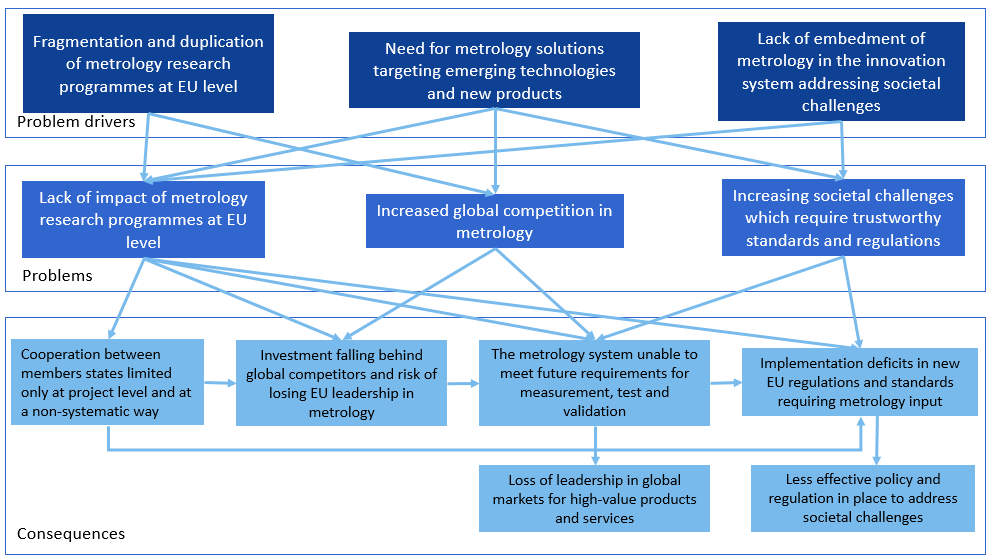 Fragmentation and duplication
of metrology research
programmes at EU level
Need for metrology solutions
targeting emerging technologies
and new products
Lack of embedment of
metrology in the innovation
system addressing societal
challenges
Problem drivers
Lack of impact of metrology
research programmes at EU
level
Increased global competition in
metrology
Increasing societal challenges
which require trustworthy
standards and regulations
Problems
Cooperation between
members states limited
only at project level and at
a non-systematic way
Investment falling behind
global competitors and risk of
losing EU leadership in
metrology
The metrology system unable to
meet future requirements for
measurement, test and
validation
Implementation deficits in new
EU regulations and standards
requiring metrology input
Loss of leadership in global
markets for high-value products
and services
Less effective policy and
regulation in place to address
societal challenges
Consequences